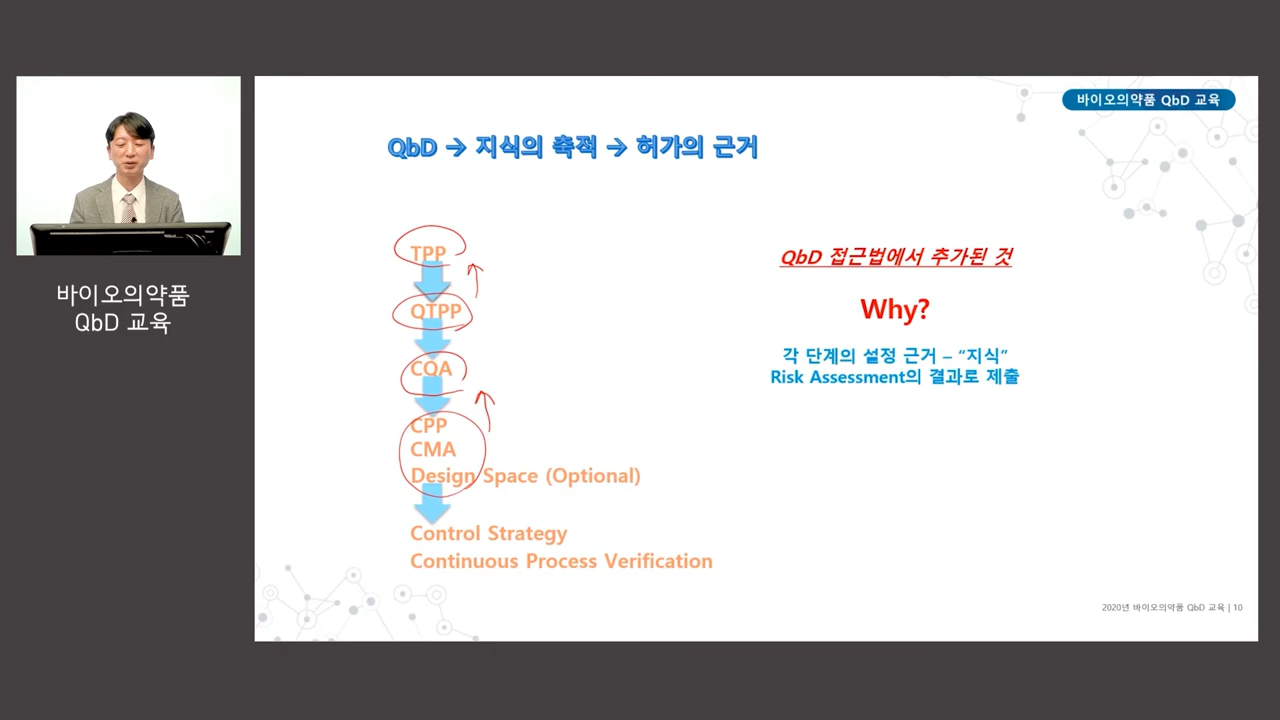 바이오의약품 QbD 교육
QbD → 지식의 축적 → 허가의 근거
TPP
QTPP
CQA
CPP
CMA
Design Space (Optional)
Control Strategy
Continuous Process Verification
QbD 접근법에서 추가된 것
Why?
각 단계의 설정 근거 – “지식”
Risk Assessment의 결과로 제출
2020년 바이오의약품 QbD 교육 | 10
바이오의약품
QbD 교육